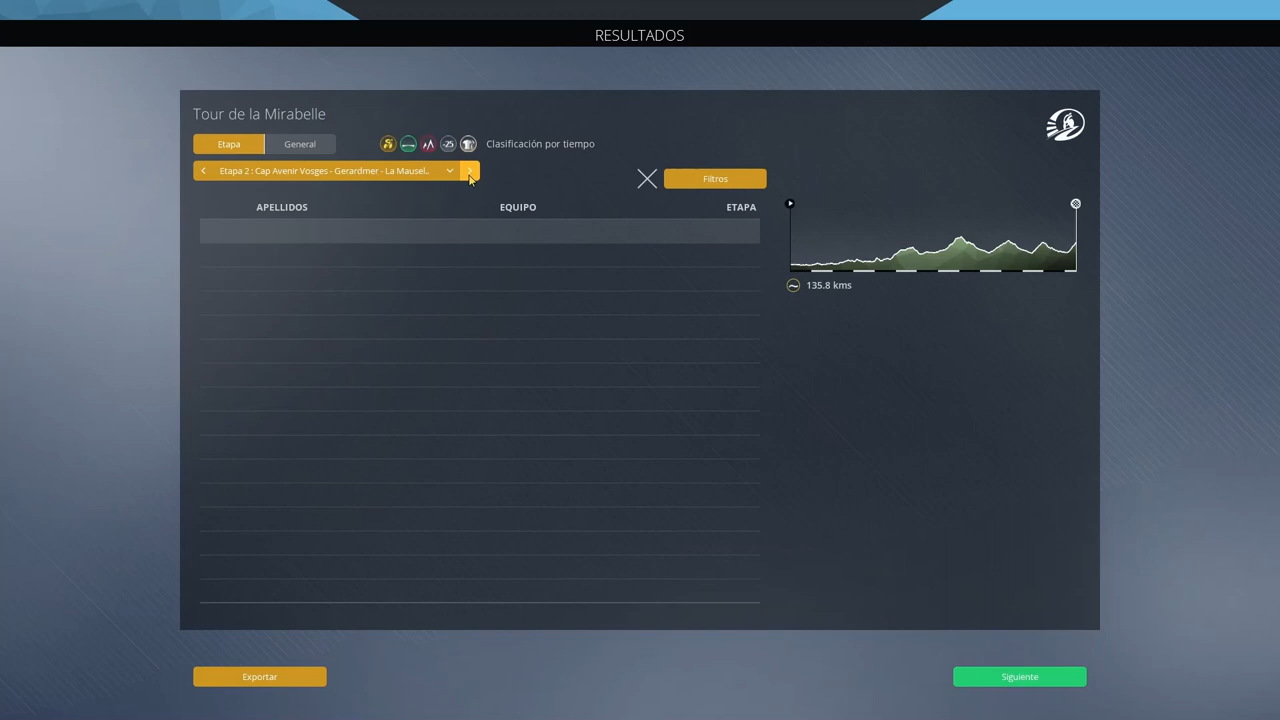 RESULTADOS
Tour de la Mirabelle
Etapa
General
-25
Clasificación por tiempo
Etapa 2 : Cap Avenir Vosges - Gerardmer - La Mausel..
Filtros
APELLIDOS
EQUIPO
ETAPA
135.8 kms
Exportar
Siguiente